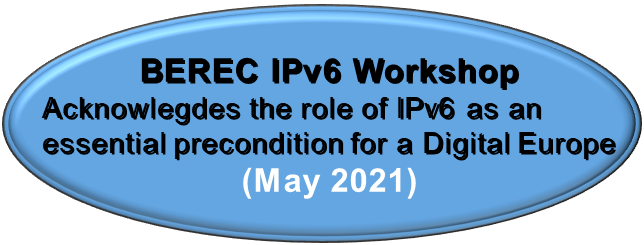 BEREC IPv6 Workshop
Acknowlegdes the role of IPv6 as an
essential precondition for a Digital Europe
(May 2021)